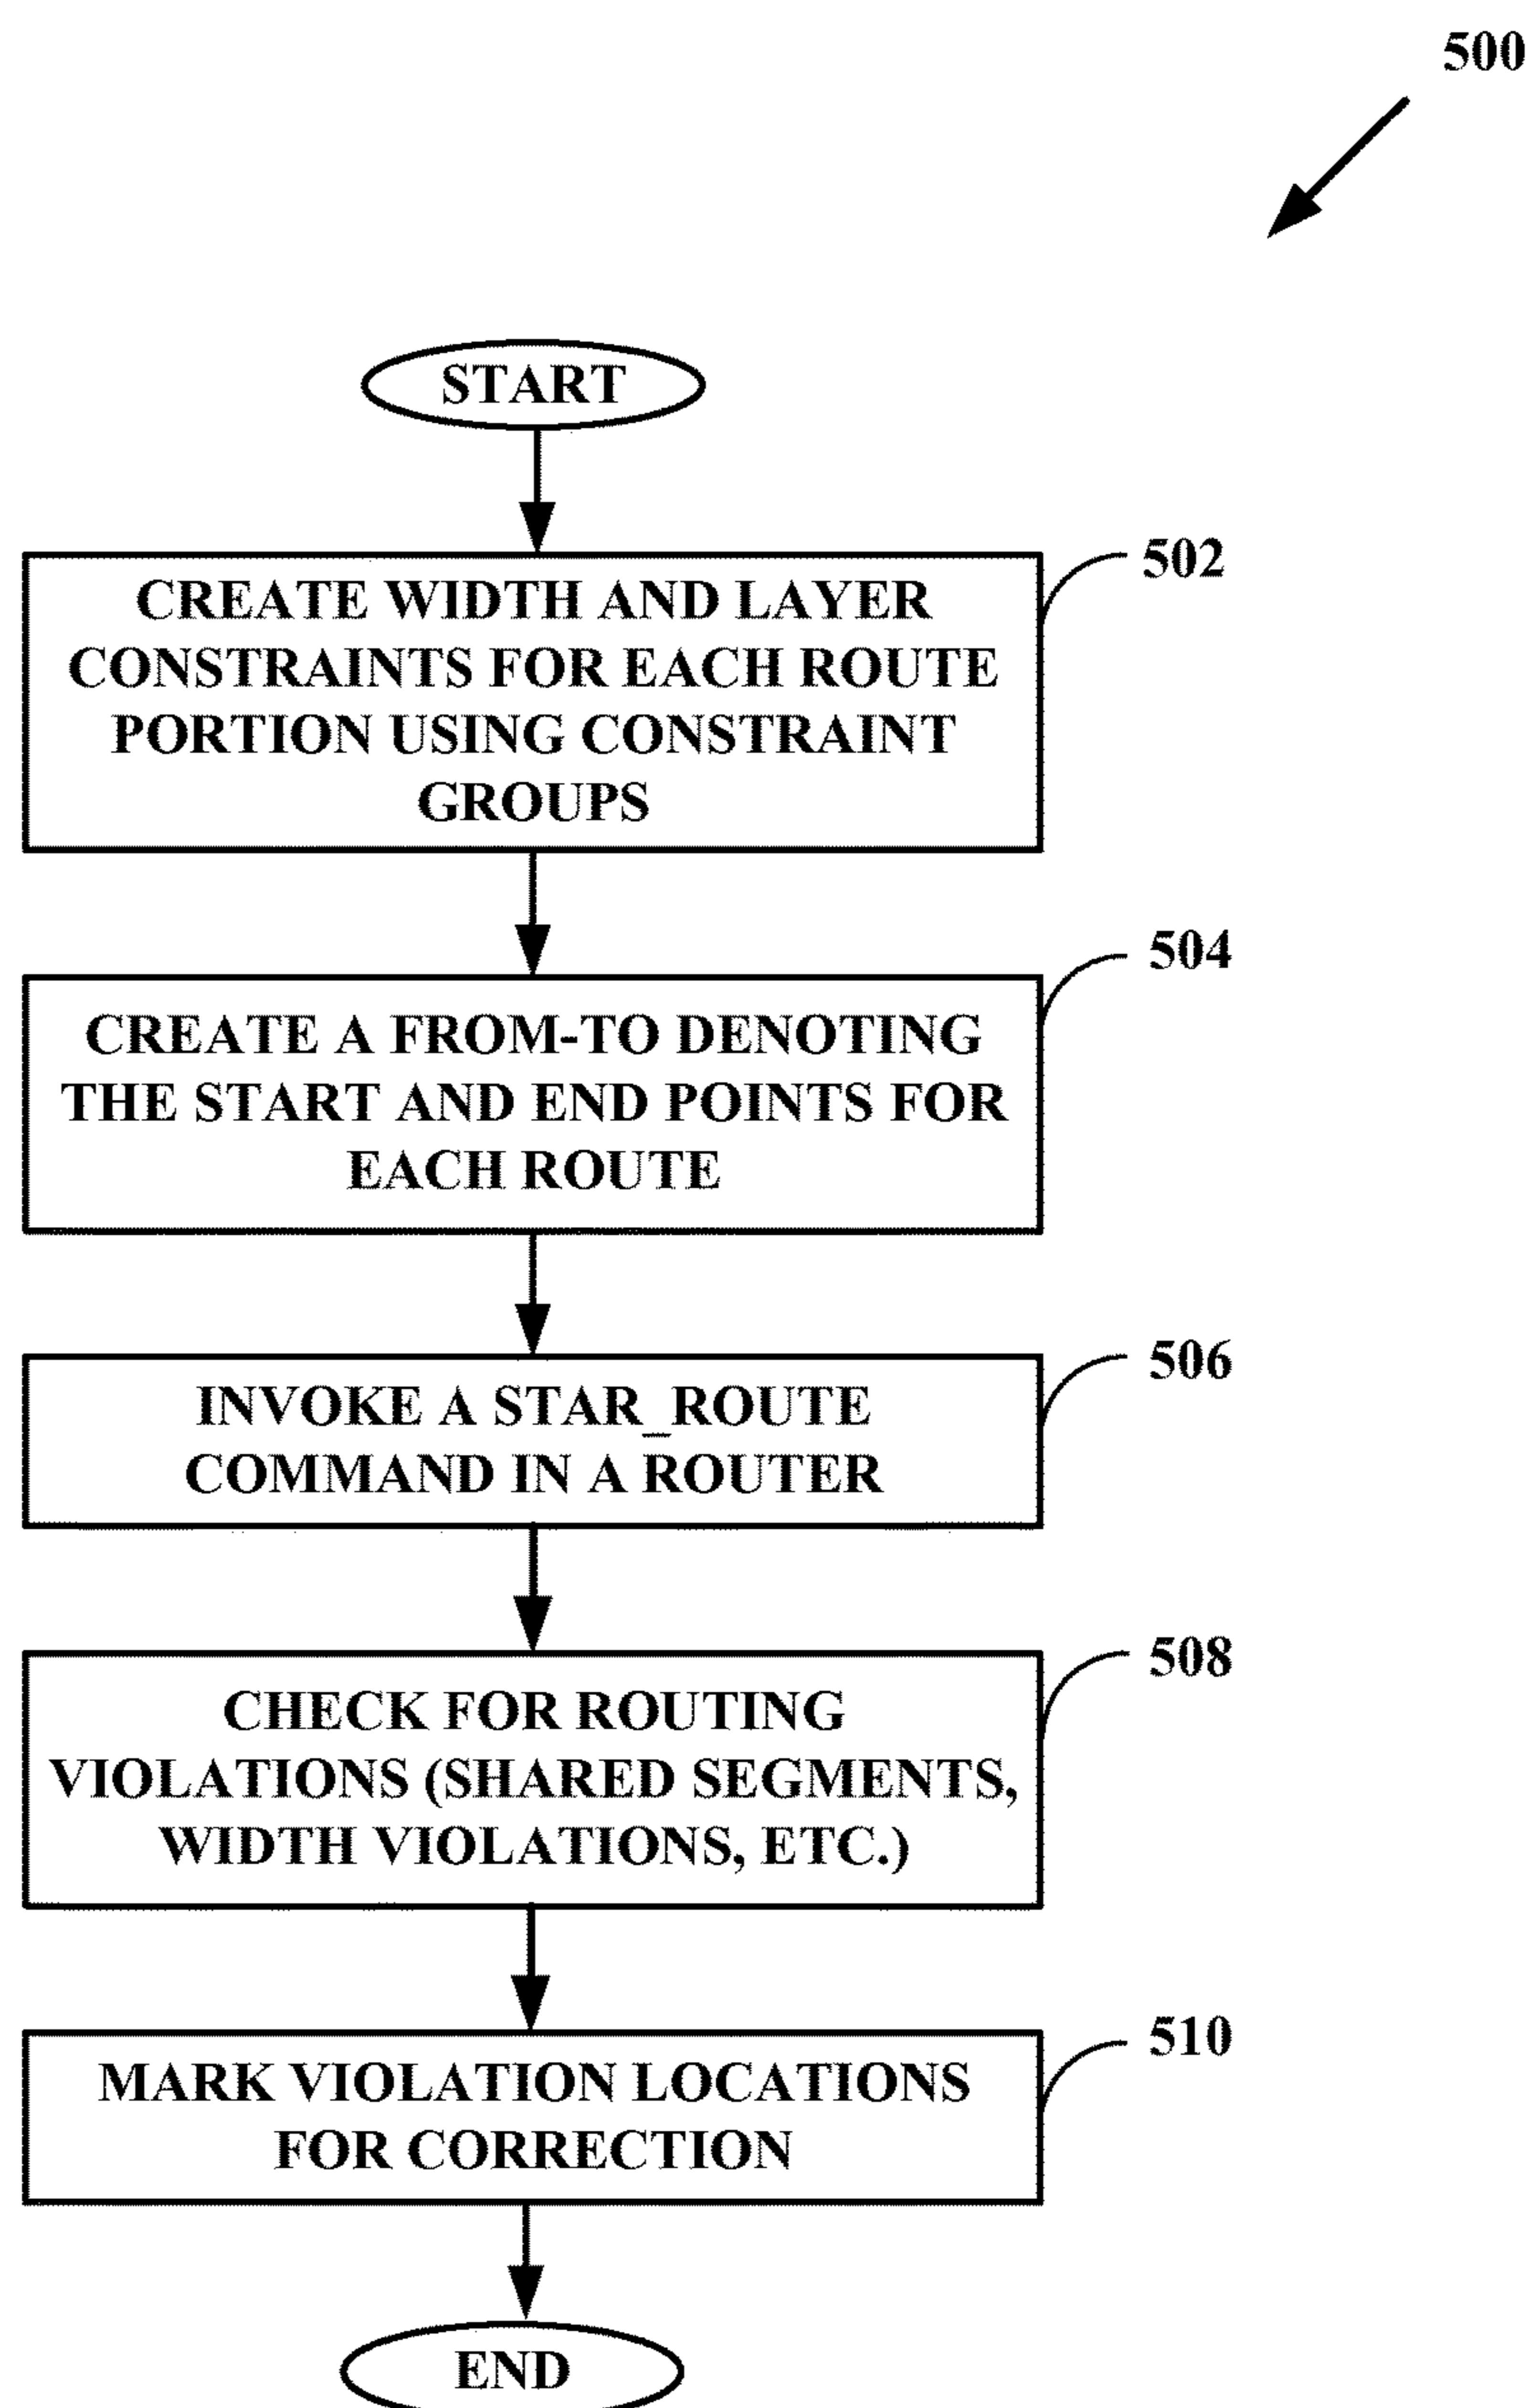 500
START
CREATE WIDTH AND LAYER
CONSTRAINTS FOR EACH ROUTE
PORTION USING CONSTRAINT
GROUPS
502
CREATE A FROM-TO DENOTING
THE START AND END POINTS FOR
EACH ROUTE
504
INVOKE A STAR_ROUTE
COMMAND IN A ROUTER
506
CHECK FOR ROUTING
VIOLATIONS (SHARED SEGMENTS,
WIDTH VIOLATIONS, ETC.)
508
MARK VIOLATION LOCATIONS
FOR CORRECTION
510
END